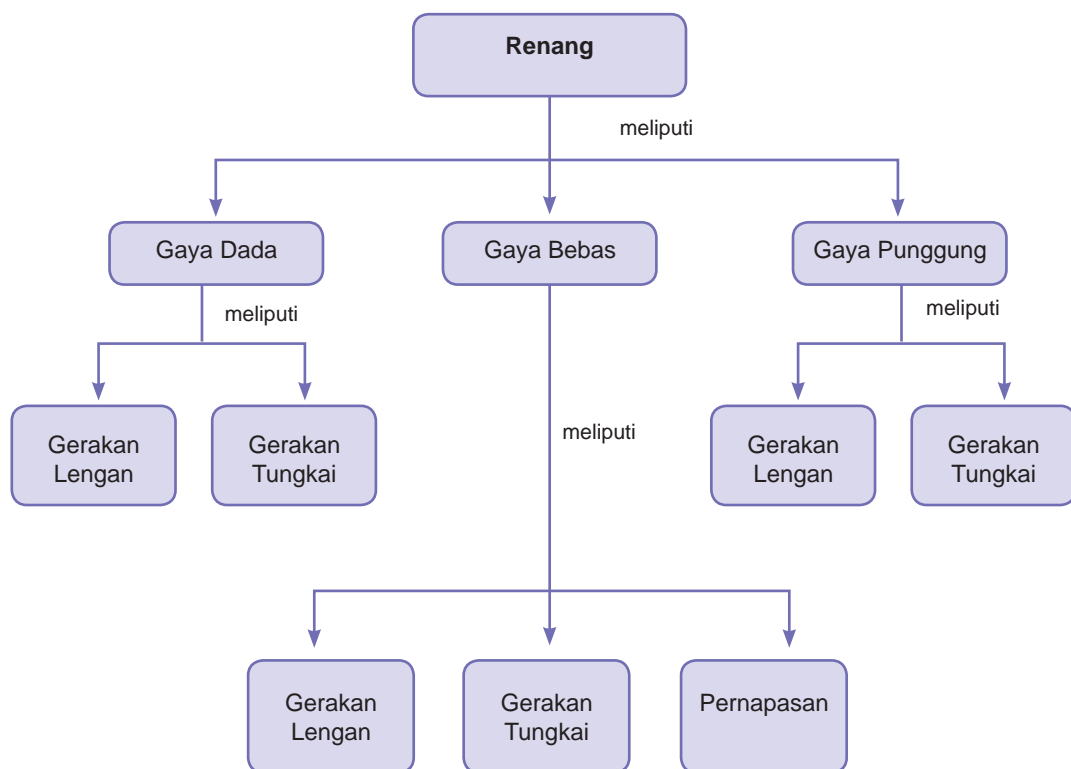 Renang
meliputi
Gaya Dada
Gaya Bebas
Gaya Punggung
meliputi
meliputi
Gerakan
Lengan
Gerakan
Tungkai
meliputi
Gerakan
Lengan
Gerakan
Tungkai
Gerakan
Lengan
Gerakan
Tungkai
Pernapasan